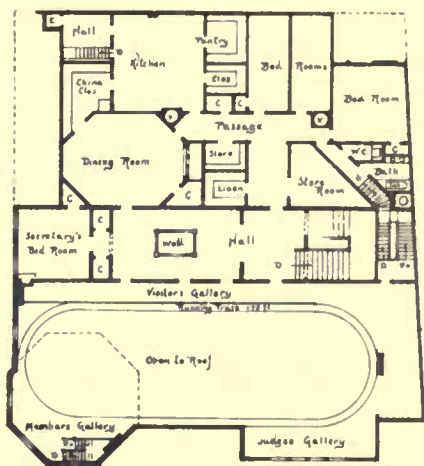 E
Hall
D
Pantry
Kitchen
Clos
Bed Rooms
China
Clos
C
C
Bed Room
V
V
Passage
Dining Room
Store
W.C.
C
Bath
Linen
Store
Room
C
C
C
Secretary's
Bed Room
Well
Hall
C
D
D
Visitors Gallery
Running Track
Open to Roof
Members Gallery
D
Judges Gallery